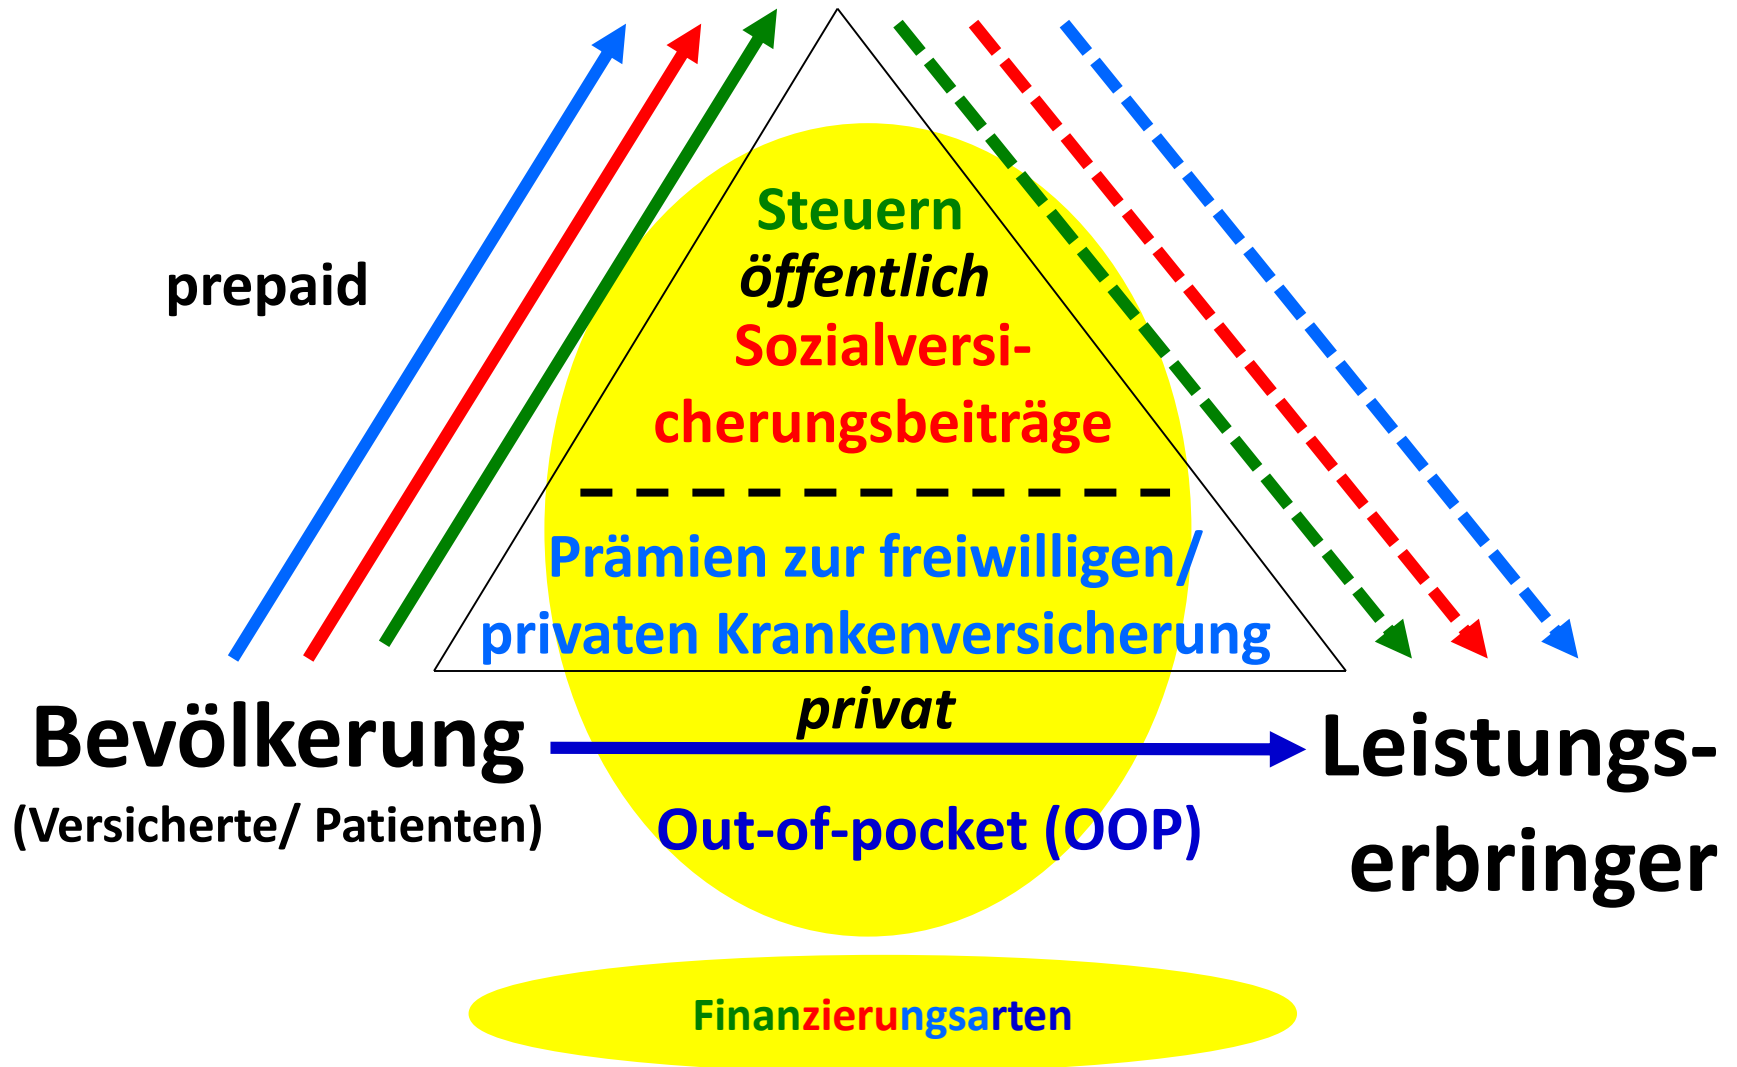 prepaid
Steuern
öffentlich
Sozialversi-
cherungsbeiträge
Prämien zur freiwilligen/
privaten Krankenversicherung
privat
Bevölkerung
(Versicherte/ Patienten)
Leistungs-
erbringer
Out-of-pocket (OOP)
Finanzierungsarten